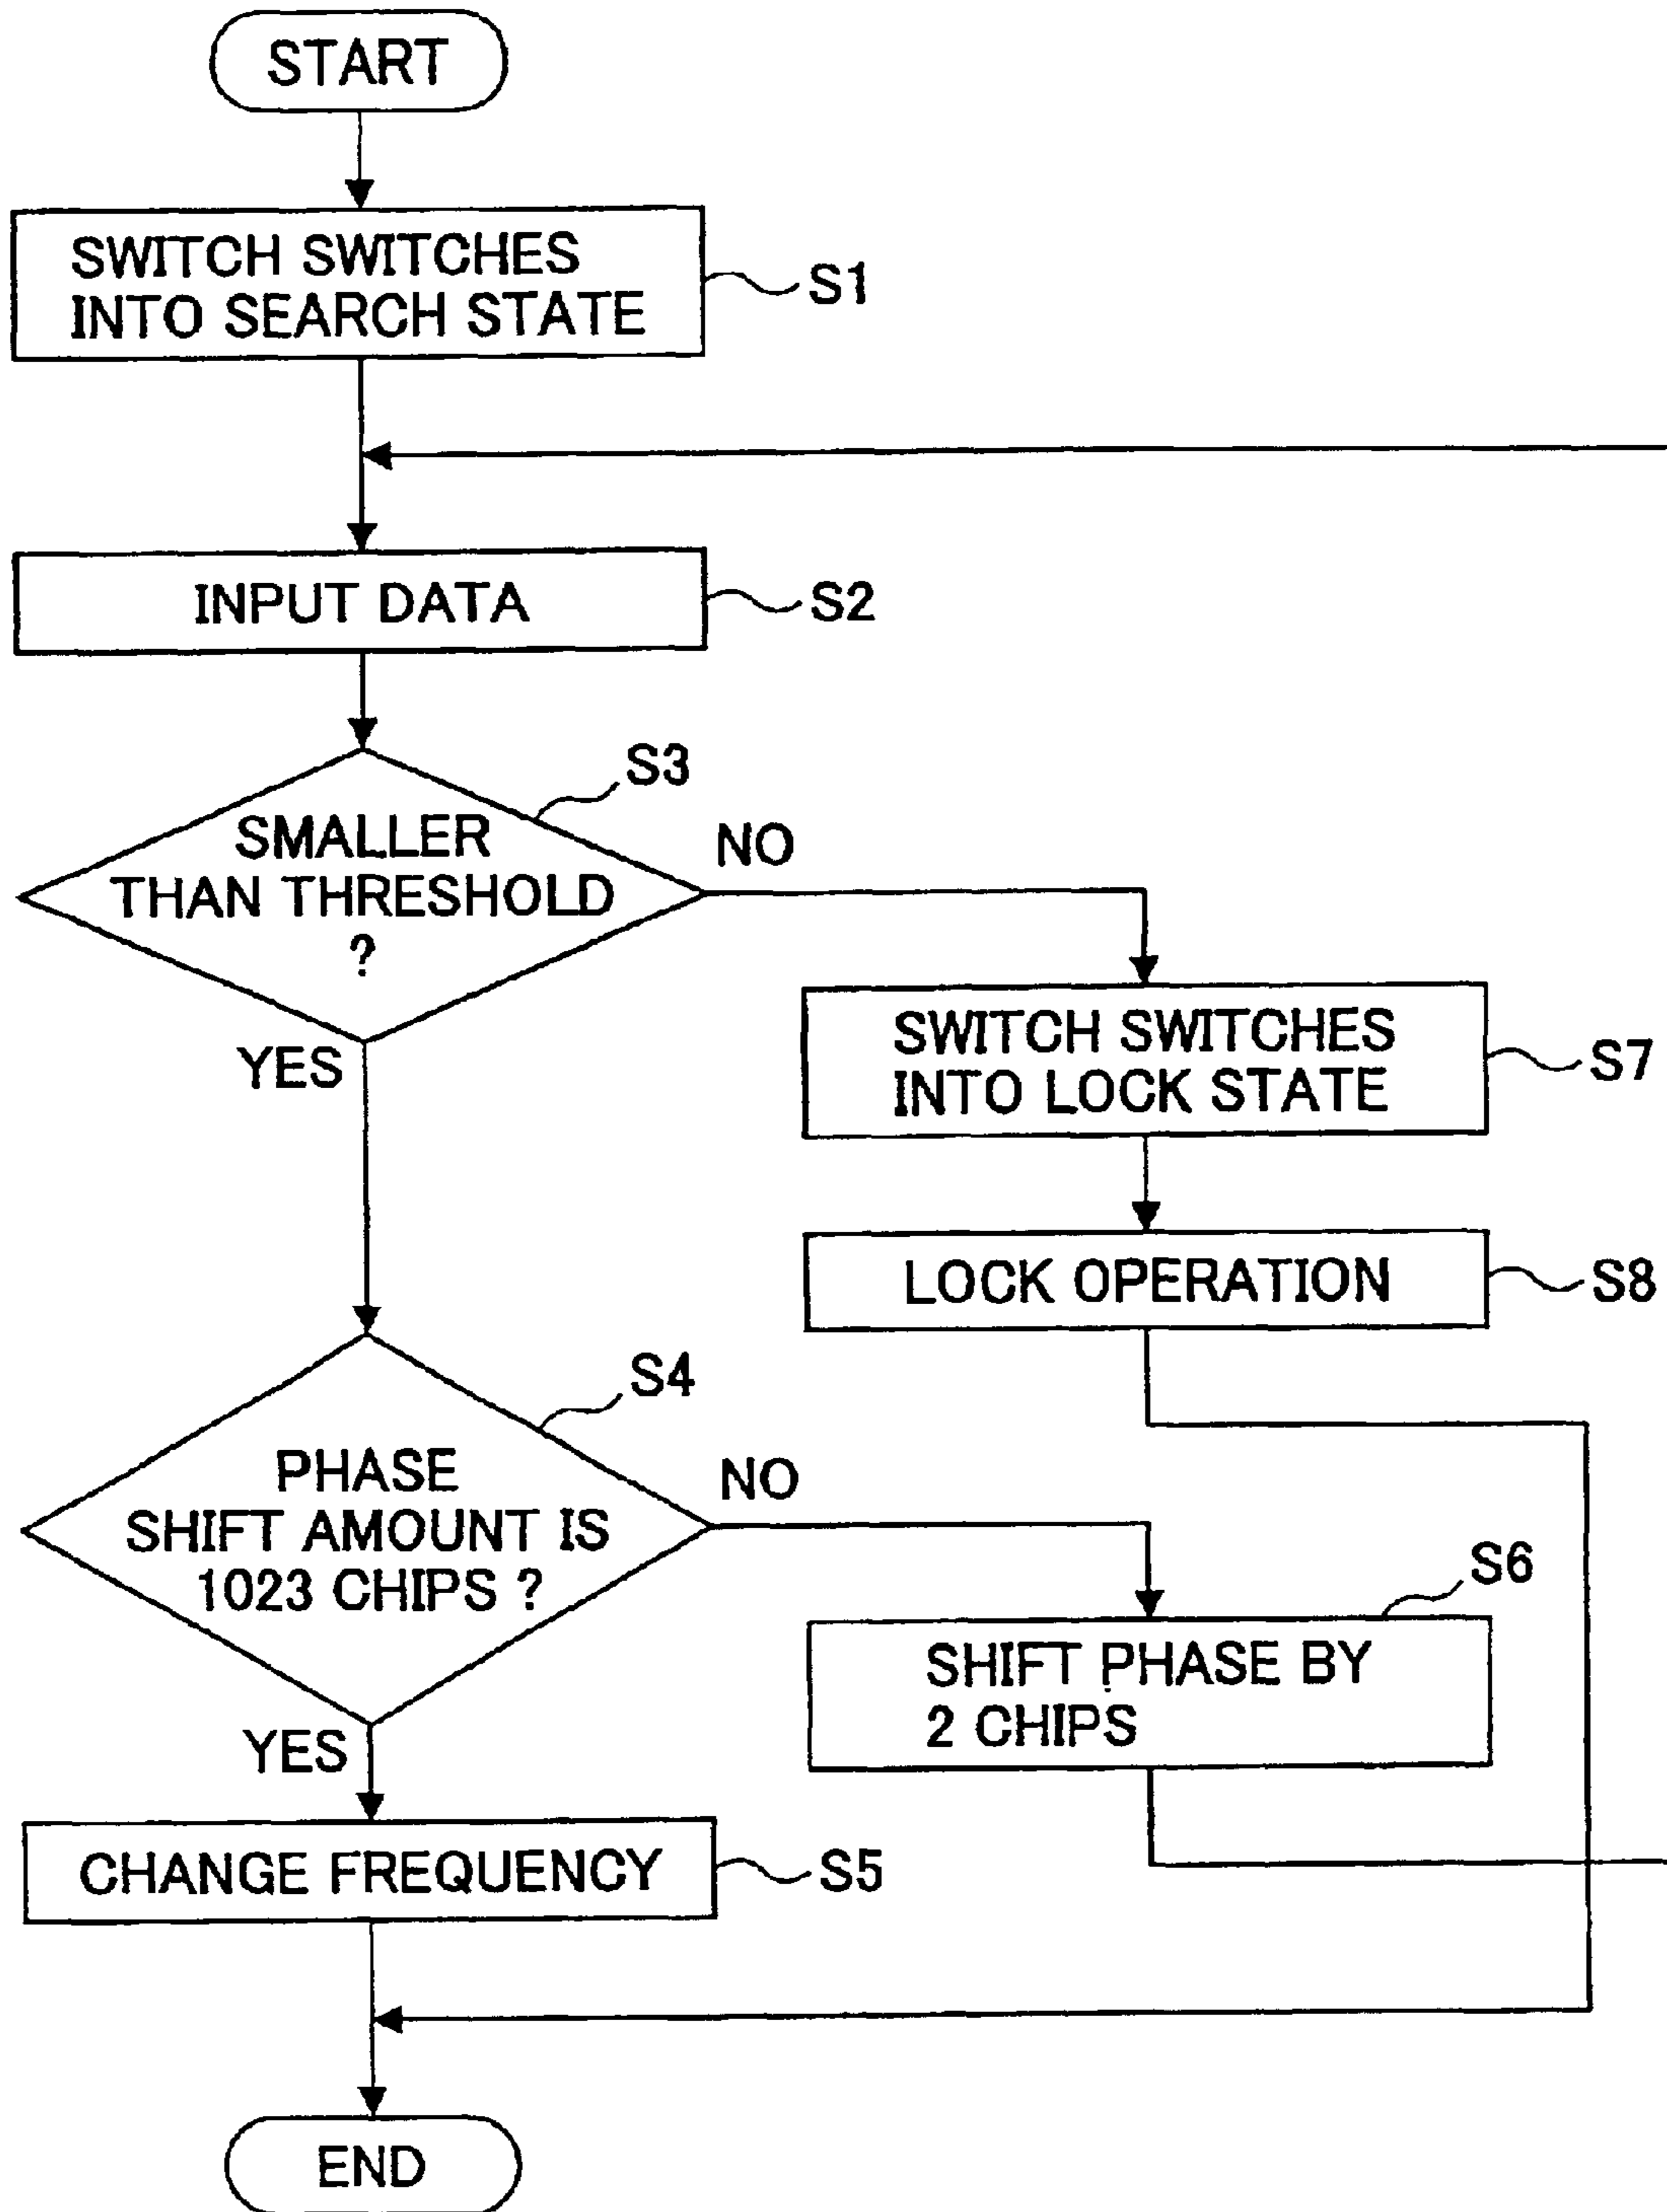 START
SWITCH SWITCHES
INTO SEARCH STATE
S1
INPUT DATA
S2
S3
SMALLER
THAN THRESHOLD
?
NO
YES
SWITCH SWITCHES
INTO LOCK STATE
S7
LOCK OPERATION
S8
S4
PHASE
SHIFT AMOUNT IS
1023 CHIPS ?
NO
YES
S6
SHIFT PHASE BY
2 CHIPS
CHANGE FREQUENCY
S5
END